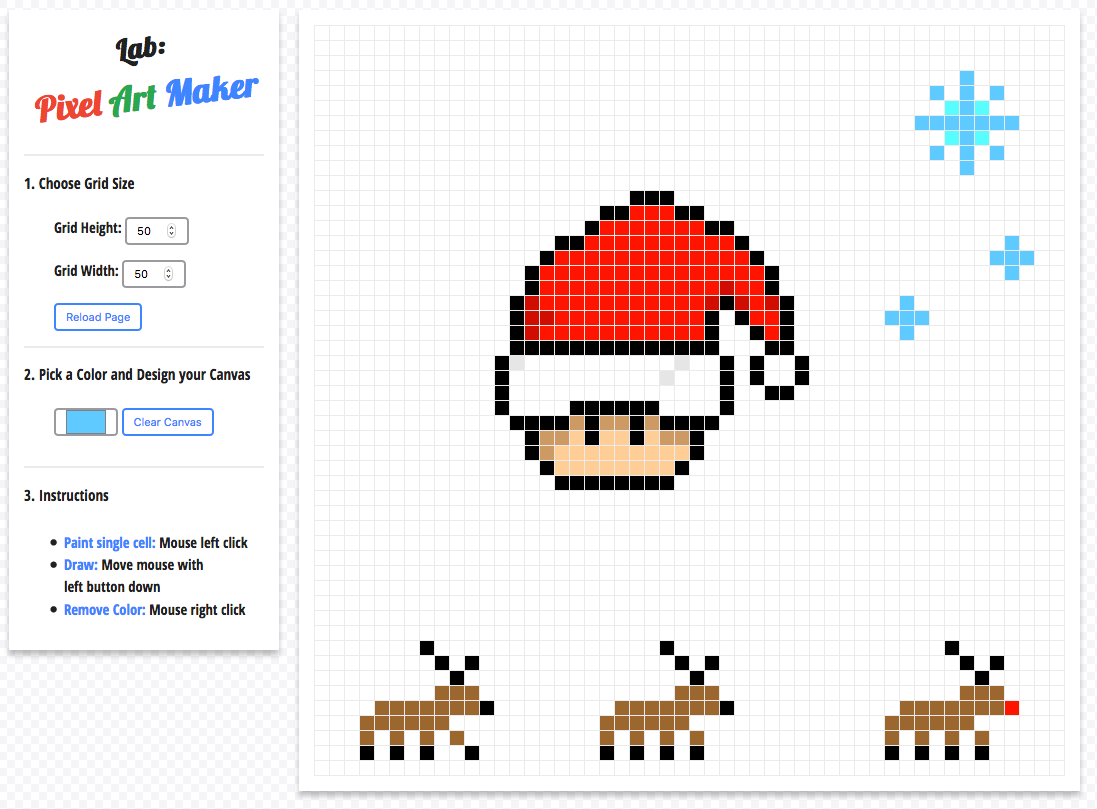 Lab:
Pixel Art Maker
1. Choose Grid Size
Grid Height: 50
Grid Width: 50
Reload Page
2. Pick a Color and Design your Canvas
Clear Canvas
3. Instructions
• Paint single cell: Mouse left click
• Draw: Move mouse with
left button down
• Remove Color: Mouse right click